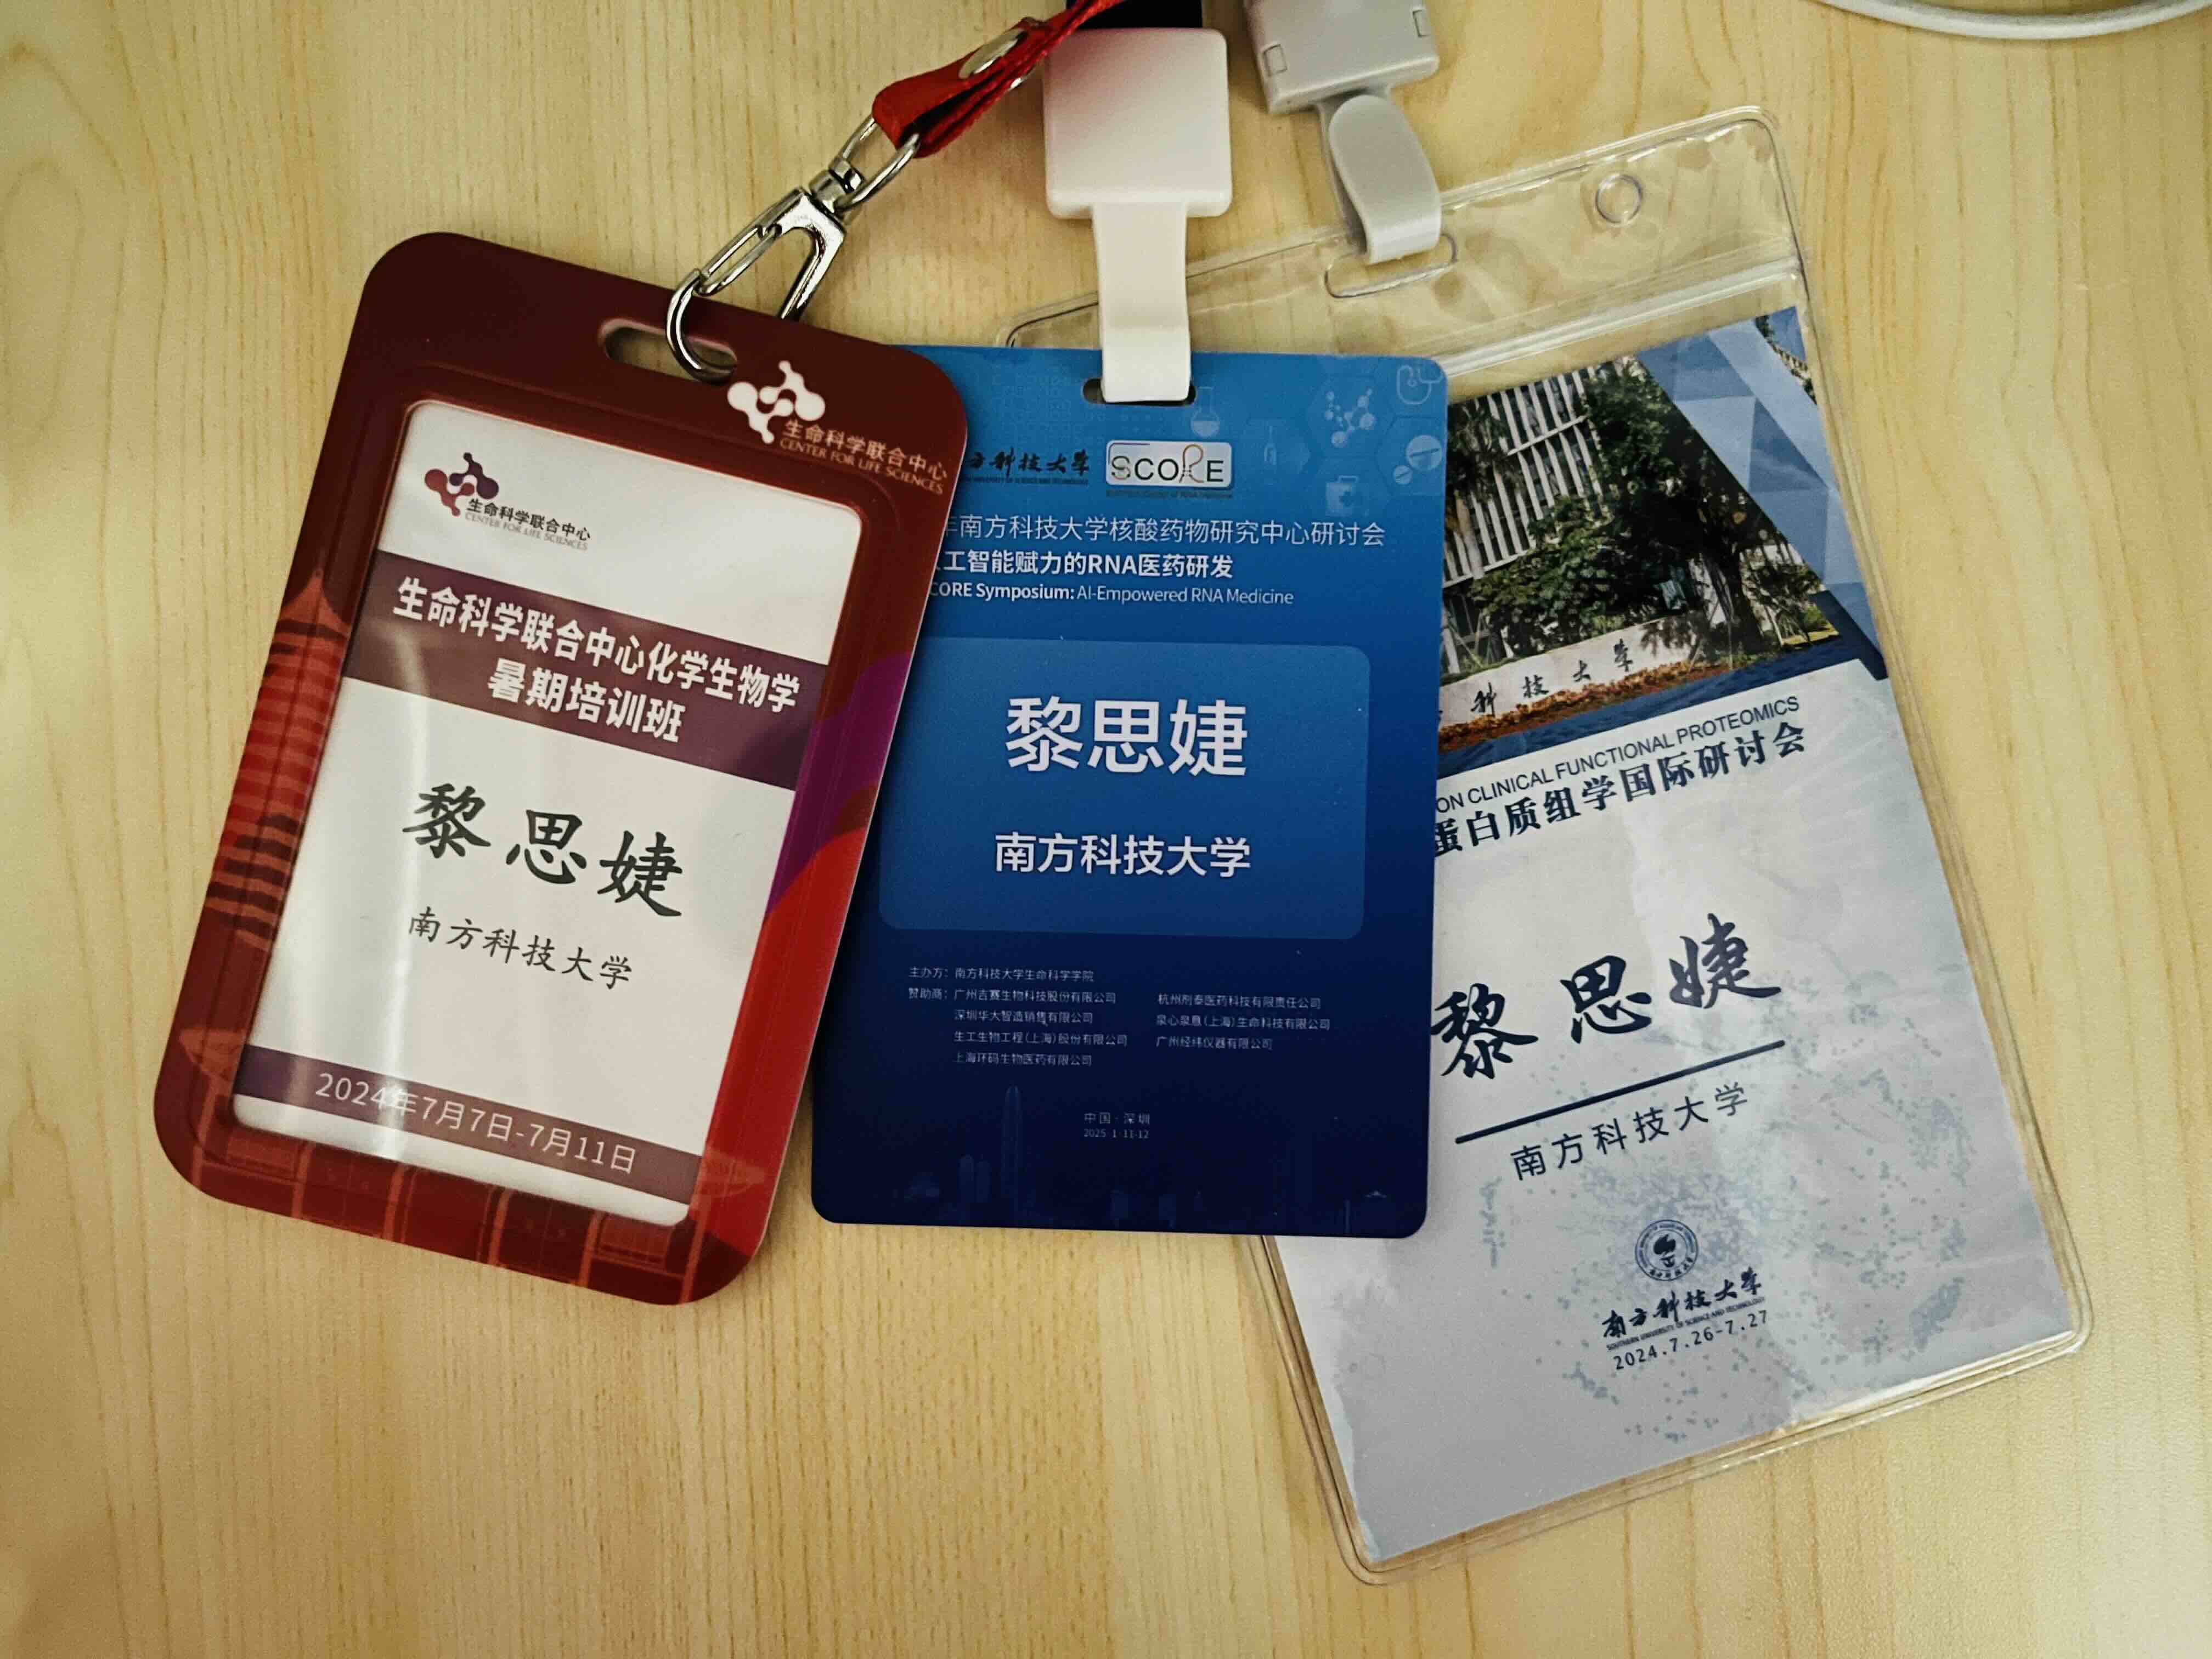 生命科学联合中心
CENTER FOR LIFE SCIENCES
生命科学联合中心
CENTER FOR LIFE SCIENCES
生命科学联合中心化学生物学
暑期培训班
黎思婕
南方科技大学
2024年7月7日-7月11日
方科技大学
SCORE
年南方科技大学核酸药物研究中心研讨会
工智能赋力的RNA医药研发
CORE Symposium: AI-Empowered RNA Medicine
黎思婕
南方科技大学
主办方：南方科技大学生命科学学院
赞助商：广州吉赛生物科技股份有限公司 杭州剂泰医药科技有限责任公司
深圳华大智造销售有限公司 泉心泉意（上海）生命科技有限公司
生工生物工程（上海）股份有限公司 广州经纬仪器有限公司
上海环码生物医药有限公司
中国·深圳
2025·1·11-12
科技大学
ON CLINICAL FUNCTIONAL PROTEOMICS
蛋白质组学国际研讨会
黎思婕
南方科技大学
南方科技大学
SOUTHERN UNIVERSITY OF SCIENCE AND TECHNOLOGY
2024.7.26-7.27